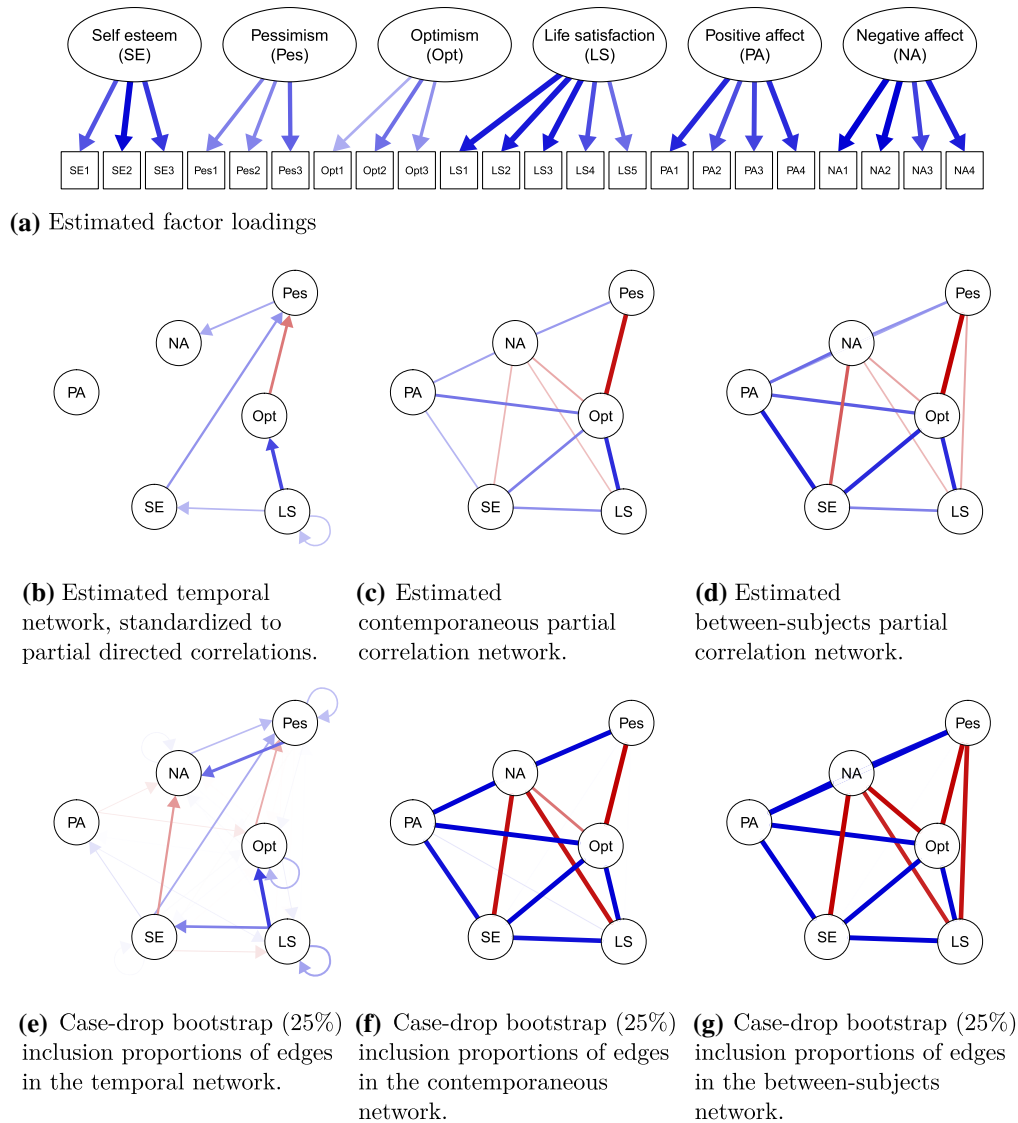 Self esteem (SE)
Pessimism (Pes)
Optimism (Opt)
Life satisfaction (LS)
Positive affect (PA)
Negative affect (NA)
SE1 SE2 SE3 Pes1 Pes2 Pes3 Opt1 Opt2 Opt3 LS1 LS2 LS3 LS4 LS5 PA1 PA2 PA3 PA4 NA1 NA2 NA3 NA4
(a) Estimated factor loadings
Pes
NA
PA
Opt
SE
LS
Pes
NA
PA
Opt
SE
LS
Pes
NA
PA
Opt
SE
LS
(b) Estimated temporal
network, standardized to
partial directed correlations.
(c) Estimated
contemporaneous partial
correlation network.
(d) Estimated
between-subjects partial
correlation network.
Pes
NA
PA
Opt
SE
LS
Pes
NA
PA
Opt
SE
LS
Pes
NA
PA
Opt
SE
LS
(e) Case-drop bootstrap (25%)
inclusion proportions of edges
in the temporal network.
(f) Case-drop bootstrap (25%)
inclusion proportions of edges
in the contemporaneous
network.
(g) Case-drop bootstrap (25%)
inclusion proportions of edges
in the between-subjects
network.